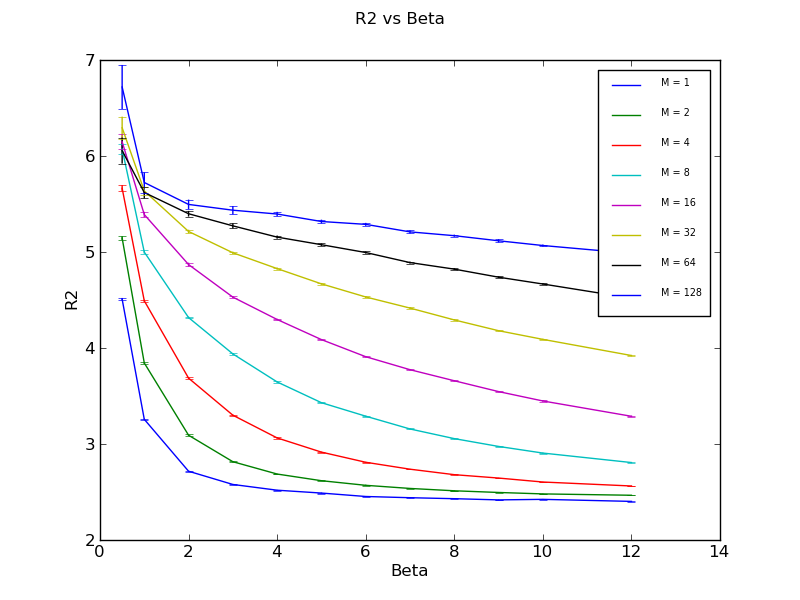 R2 vs Beta
7
6
5
4
3
2
R2
0
2
4
6
8
10
12
14
Beta
M = 1
M = 2
M = 4
M = 8
M = 16
M = 32
M = 64
M = 128